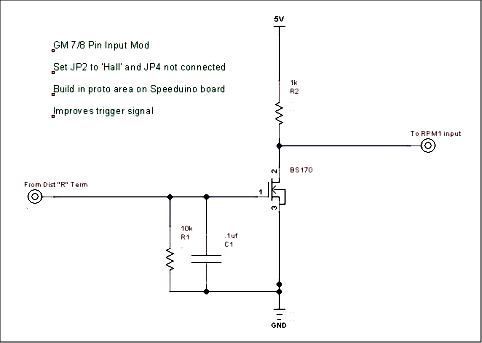 5V
GM 7/8 Pin Input Mod
Set JP2 to 'Hall' and JP4 not connected
Build in proto area on Speeduino board
Improves trigger signal
1k
R2
To RPM1 input
2
BS170
From Dist "R" Term
1
3
10k
R1
.1uf
C1
GND